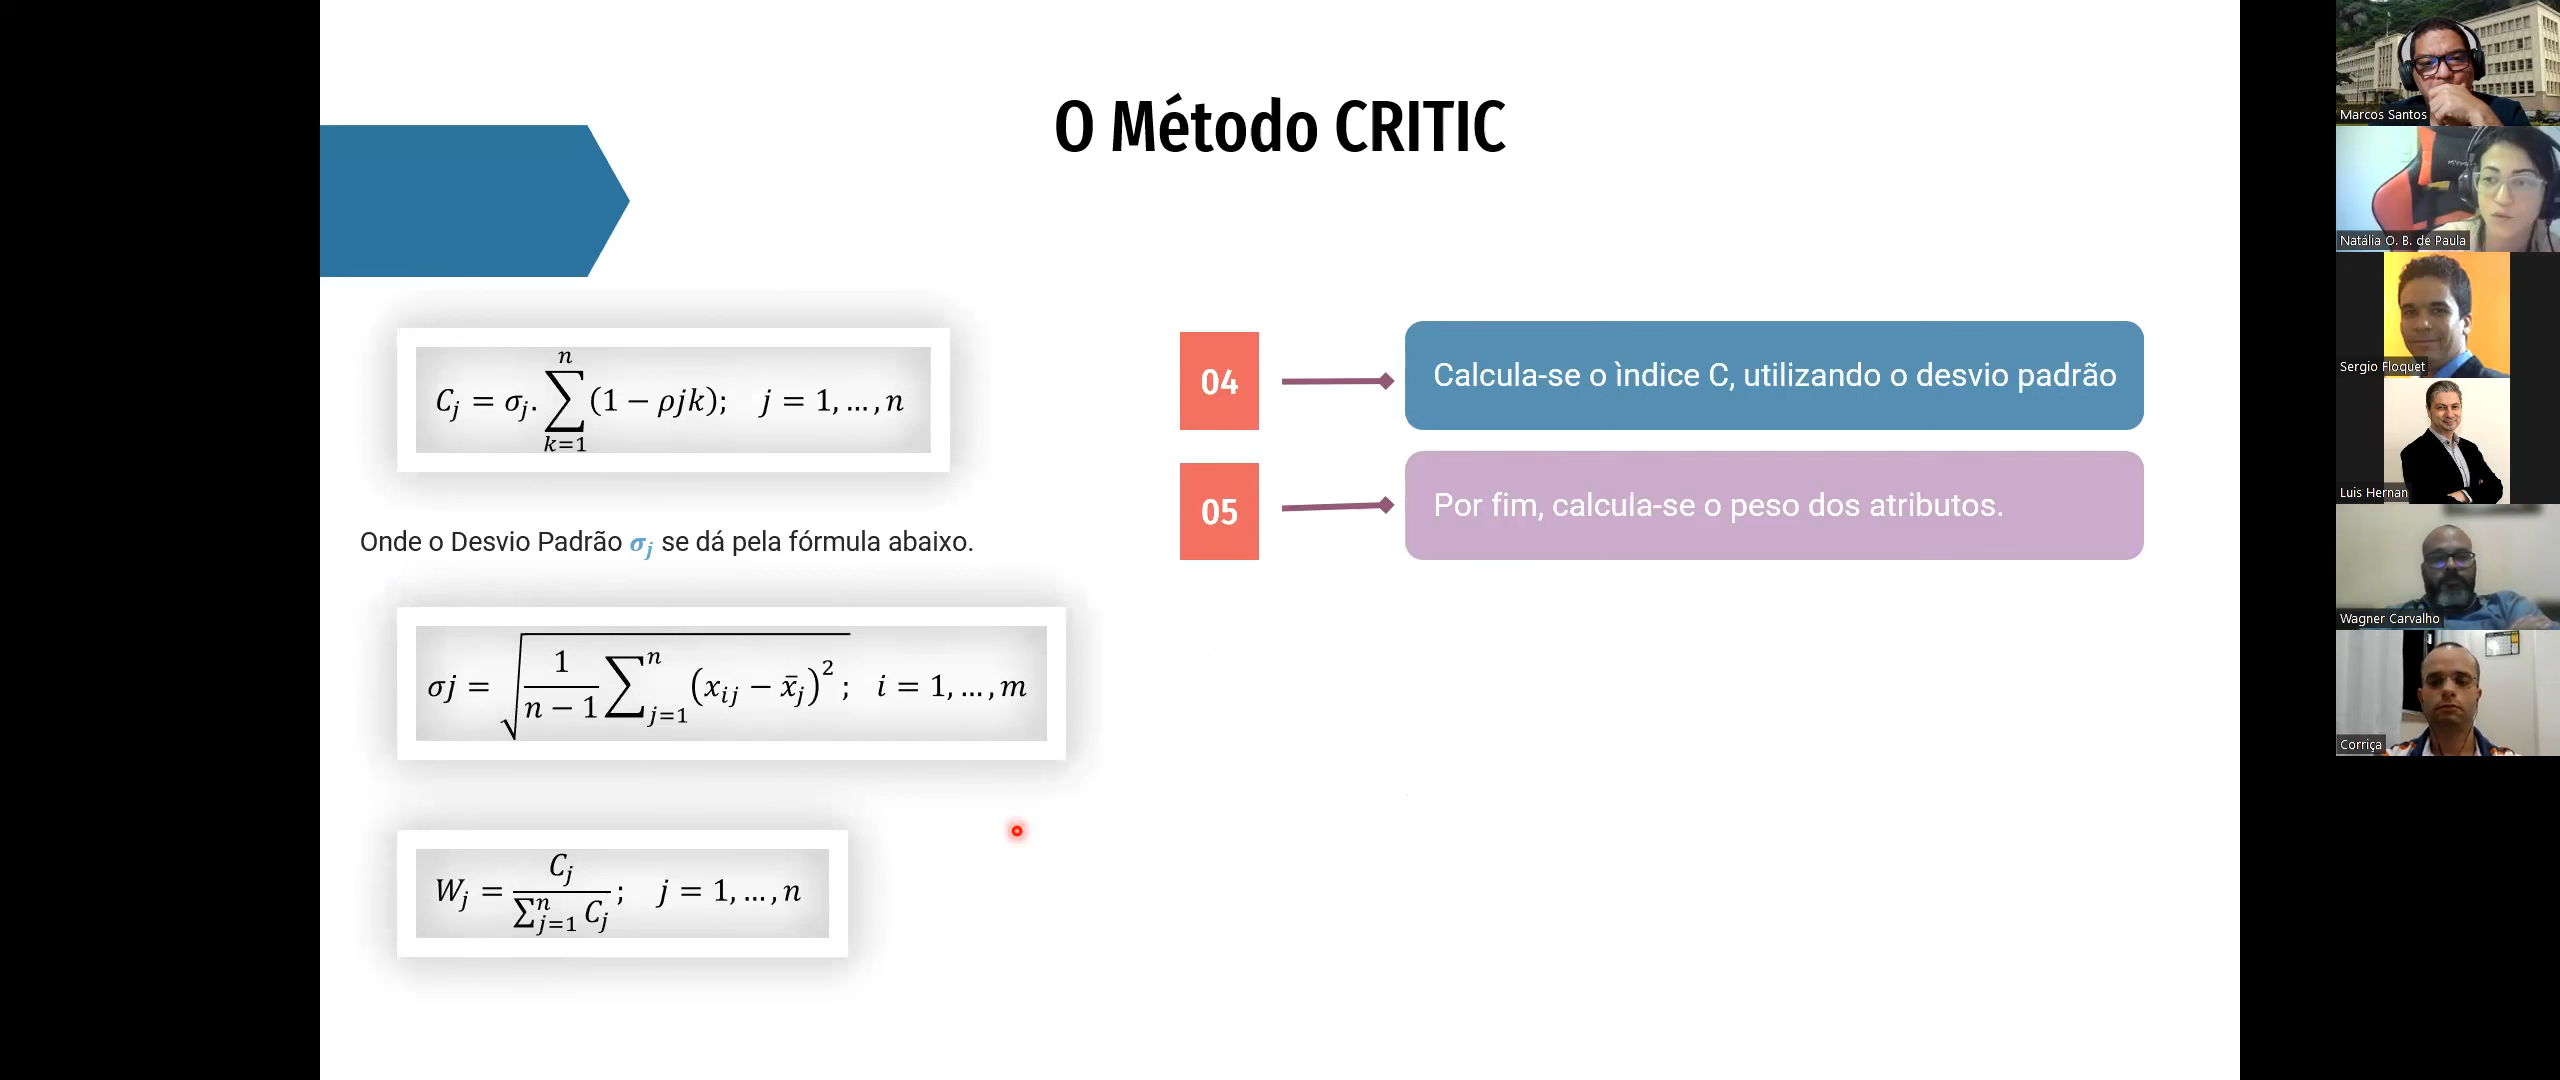 O Método CRITIC
C_j = σ_j. ∑_{k=1}^{n} (1 − ρjk); j = 1, … , n
04
Calcula-se o ìndice C, utilizando o desvio padrão
05
Por fim, calcula-se o peso dos atributos.
Onde o Desvio Padrão σ_j se dá pela fórmula abaixo.
σj = √(1/(n − 1) ∑_{j=1}^{n} (x_{ij} − x̄_j)²; i = 1, … , m
W_j = C_j / ∑_{j=1}^{n} C_j ; j = 1, … , n
Marcos Santos
Natália O. B. de Paula
Sergio Floquet
Luis Hernan
Wagner Carvalho
Corriça